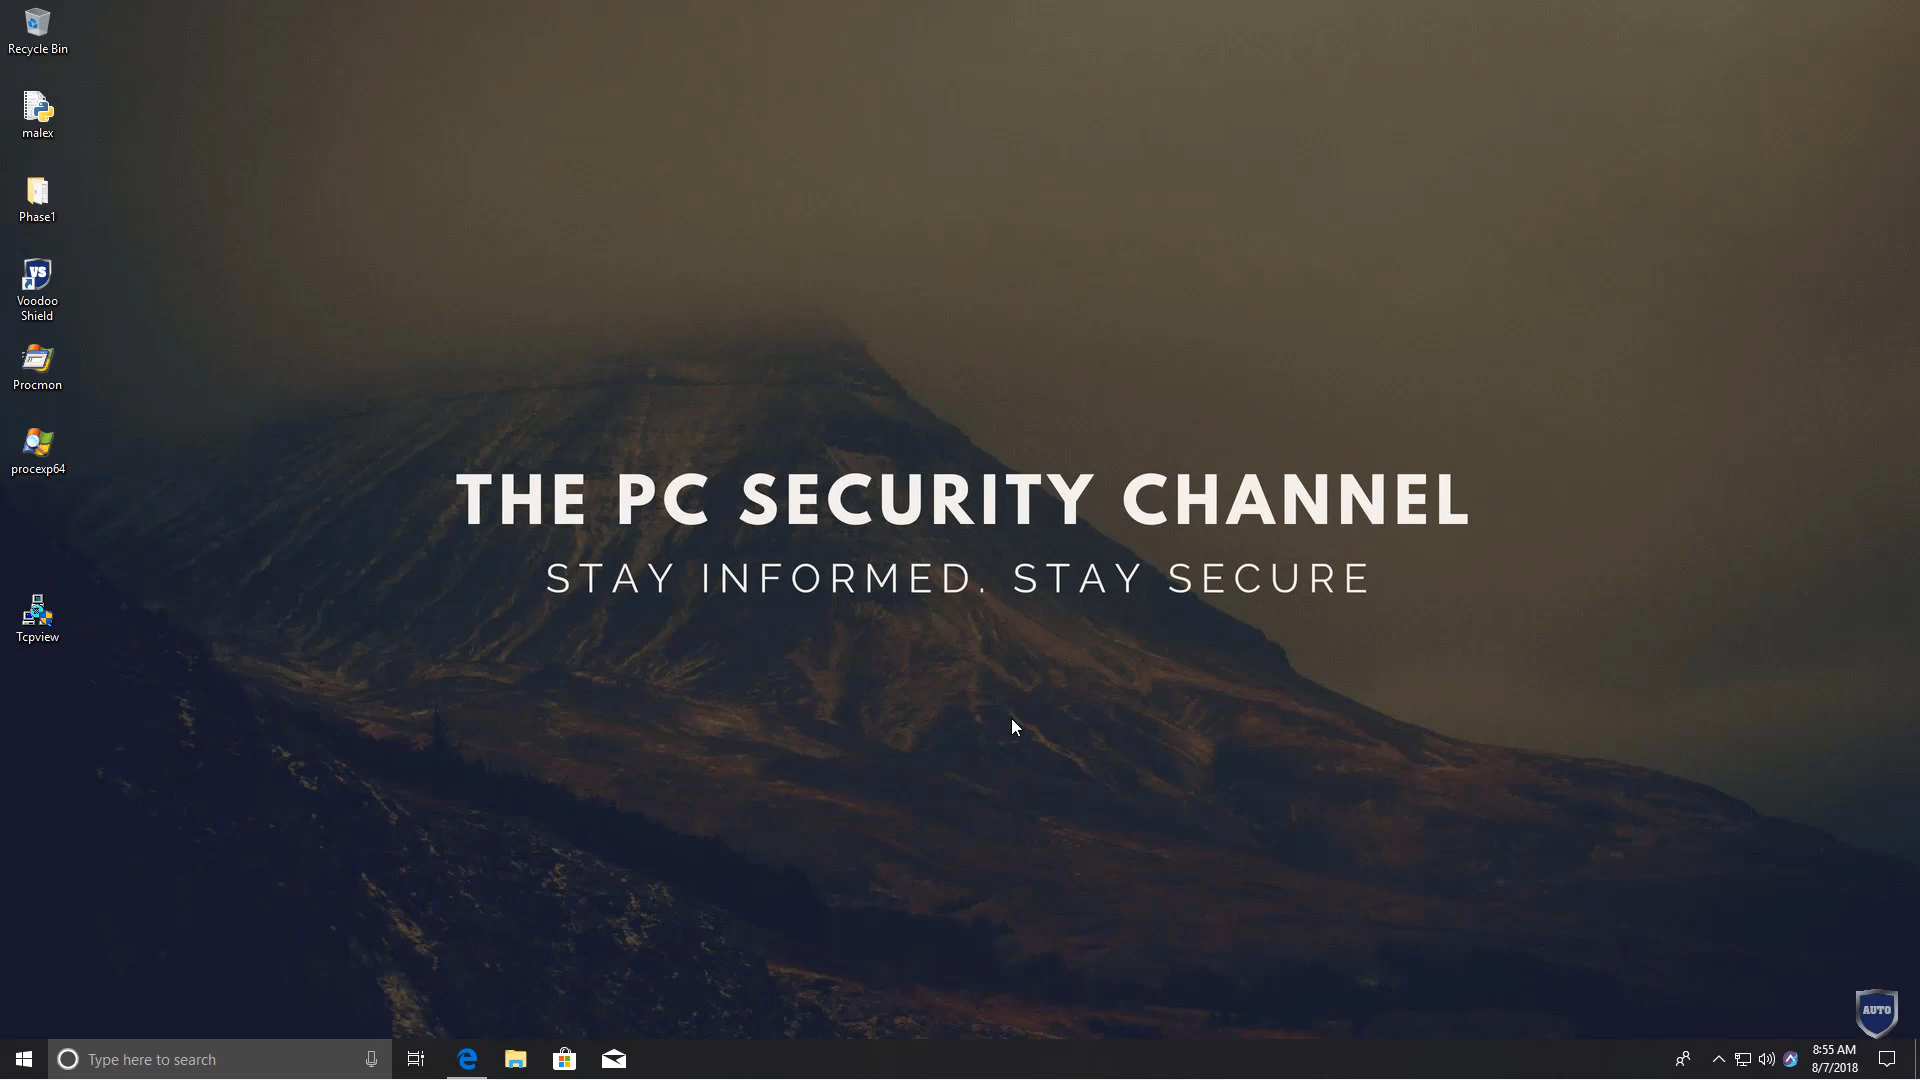 Recycle Bin
malex
Phase1
VS
Voodoo
Shield
Procmon
procexp64
Tcpview
THE PC SECURITY CHANNEL
STAY INFORMED. STAY SECURE
AUTO
Type here to search
8:55 AM
8/7/2018